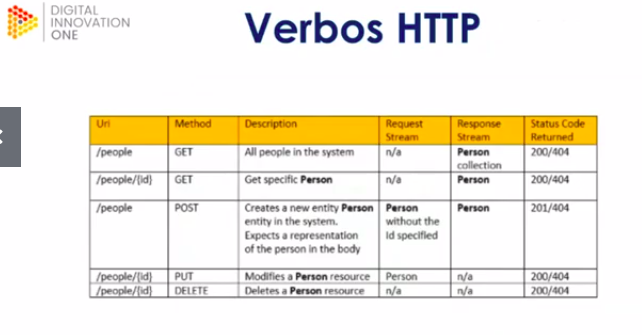 DIGITAL
INNOVATION
ONE
Verbos HTTP
Uri Method Description Request Stream Response Stream Status Code Returned
/people GET All people in the system n/a Person collection 200/404
/people/{id} GET Get specific Person n/a Person 200/404
/people POST Creates a new entity Person entity in the system. Expects a representation of the person in the body Person without the Id specified Person 201/404
/people/{id} PUT Modifies a Person resource Person n/a 200/404
/people/{id} DELETE Deletes a Person resource n/a n/a 200/404